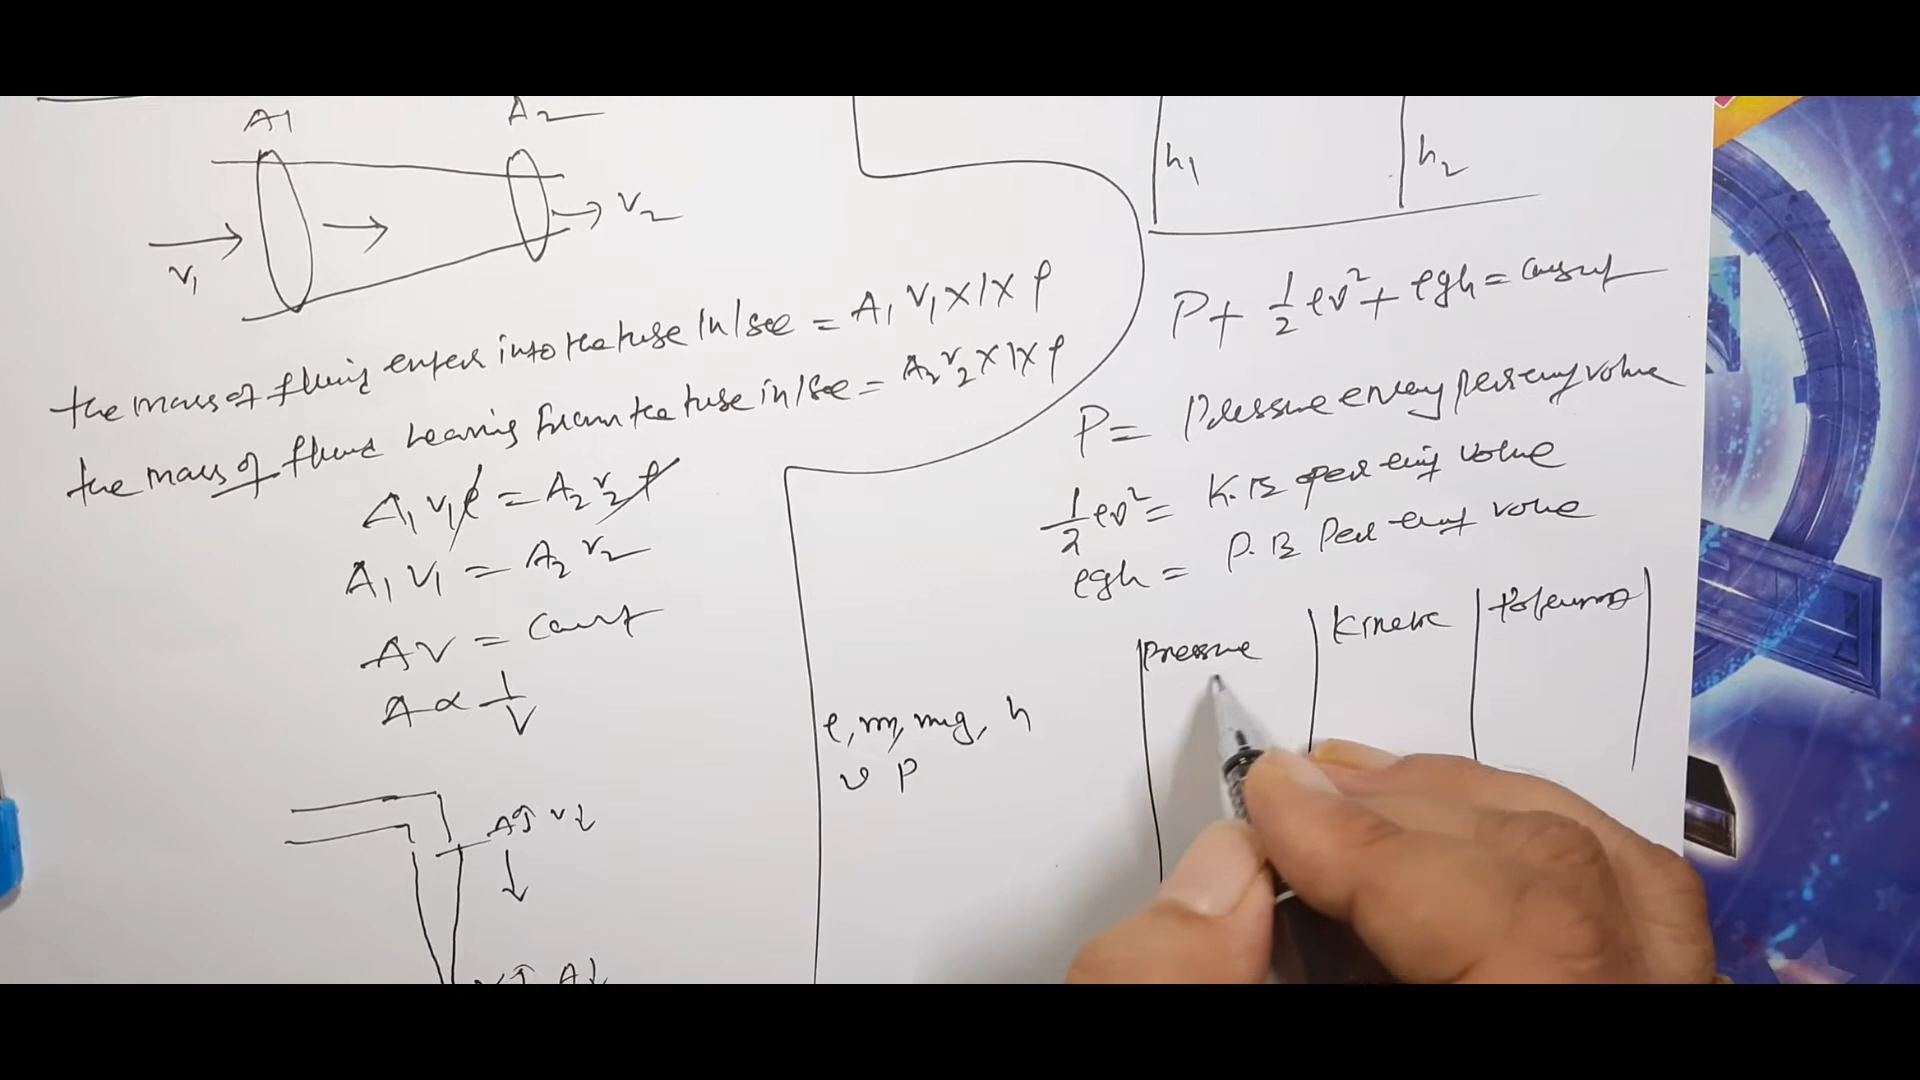 A1 A2
V1 V2
the mass of fluid enter into the tube in 1 sec = A1 V1 X 1 X ρ
the mass of fluid leaving from the tube in 1 sec = A2 V2 X 1 X ρ
A1 V1 ρ = A2 V2 ρ
A1 V1 = A2 V2
AV = const
A ∝ 1/V
A↑ V↓
V↑ A↓
ρ, m, mg, h
v P
h1 h2
P + 1/2 ρv² + ρgh = const
P = Pressure energy per unit volume
1/2 ρv² = K.E per unit volume
ρgh = P.E Per unit volume
Pressure Kinetic